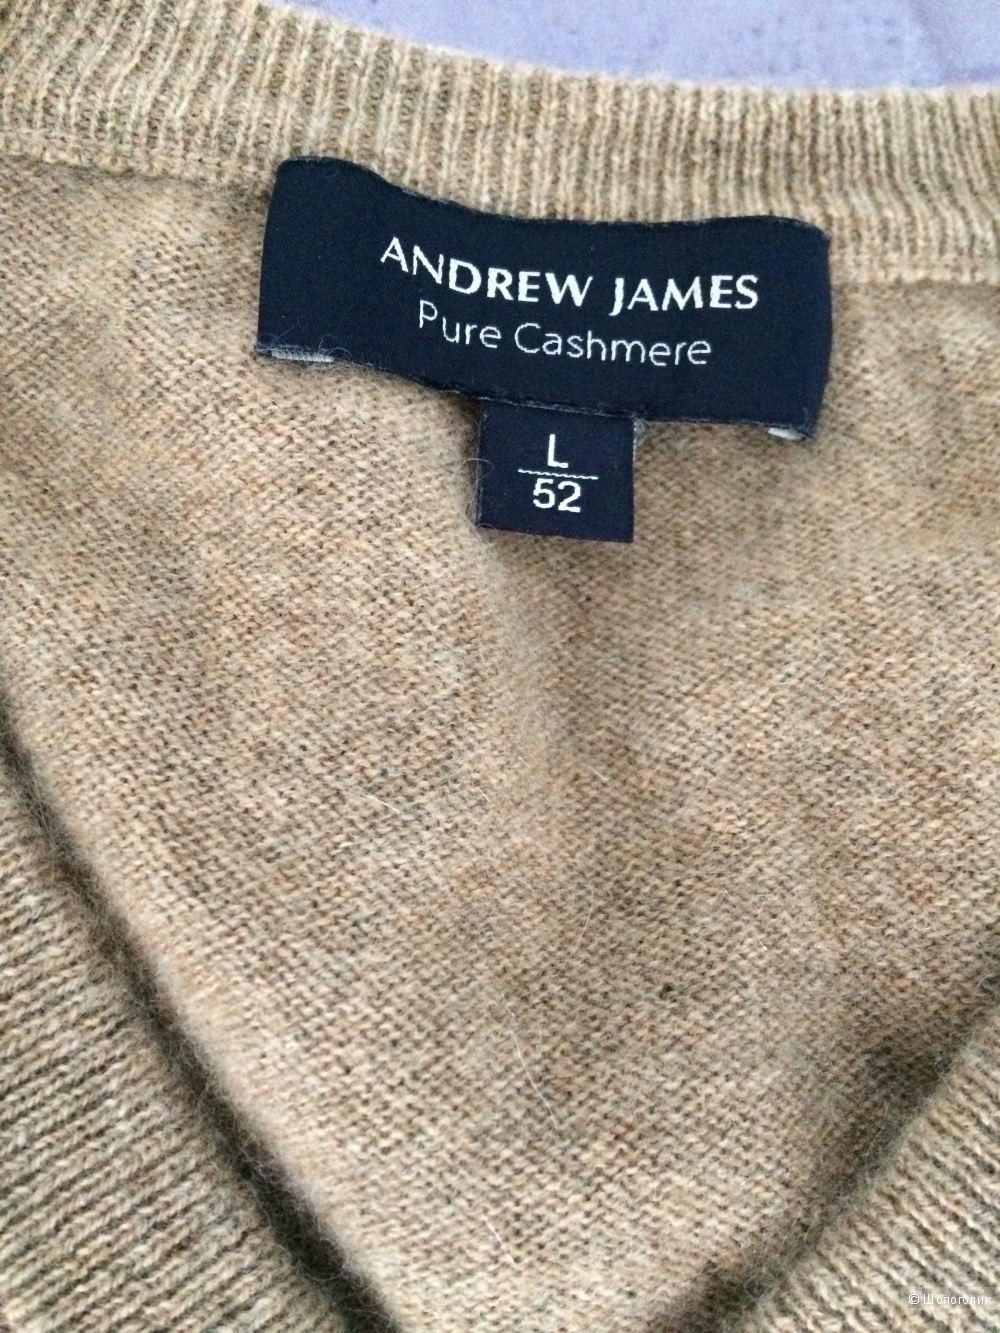 ANDREW JAMES
Pure Cashmere
L
52
© Шопоголик